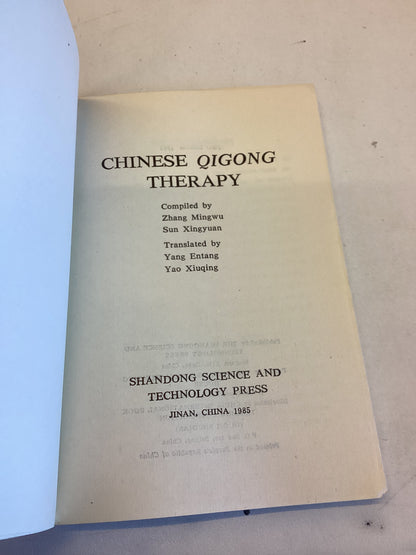 CHINESE QIGONG
THERAPY
Compiled by
Zhang Mingwu
Sun Xingyuan
Translated by
Yang Entang
Yao Xiuqing
SHANDONG SCIENCE AND
TECHNOLOGY PRESS
JINAN, CHINA 1985